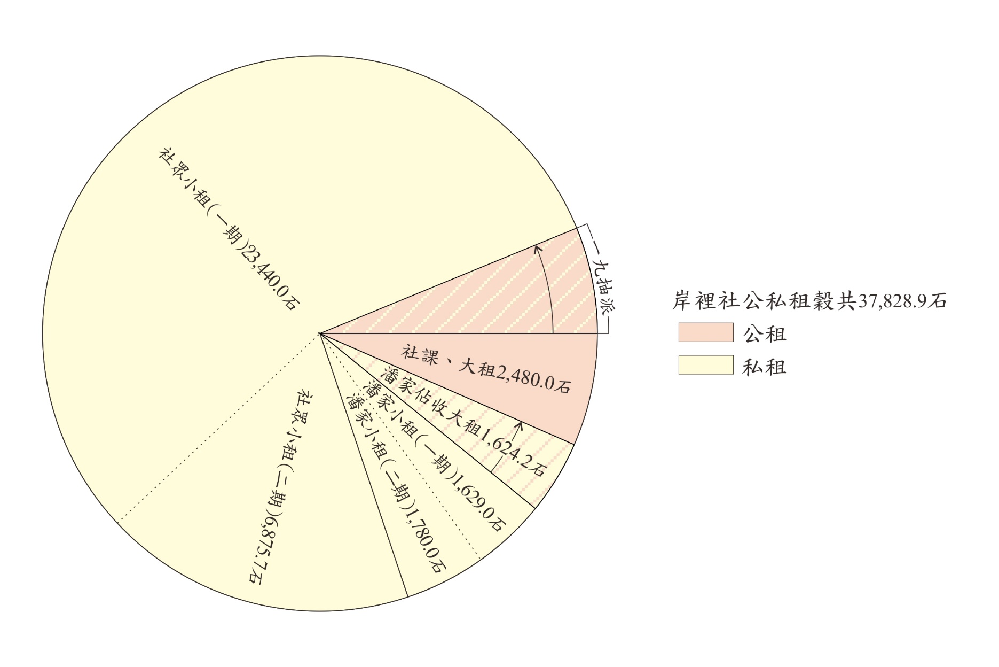 社眾小租(一期)23,440.0石
一九抽派
社課、大租2,480.0石
潘家佔收大租1,624.2石
潘家小租(一期)1,629.0石
潘家小租(二期)1,780.0石
社眾小租(二期)6,875.7石
岸裡社公私租穀共37,828.9石
公租
私租